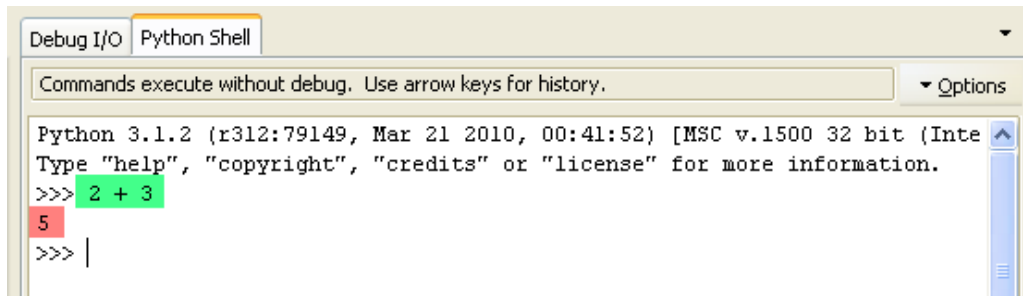 Debug I/O Python Shell
Commands execute without debug.  Use arrow keys for history.
Options
Python 3.1.2 (r312:79149, Mar 21 2010, 00:41:52) [MSC v.1500 32 bit (Inte
Type "help", "copyright", "credits" or "license" for more information.
>>> 2 + 3
5
>>>